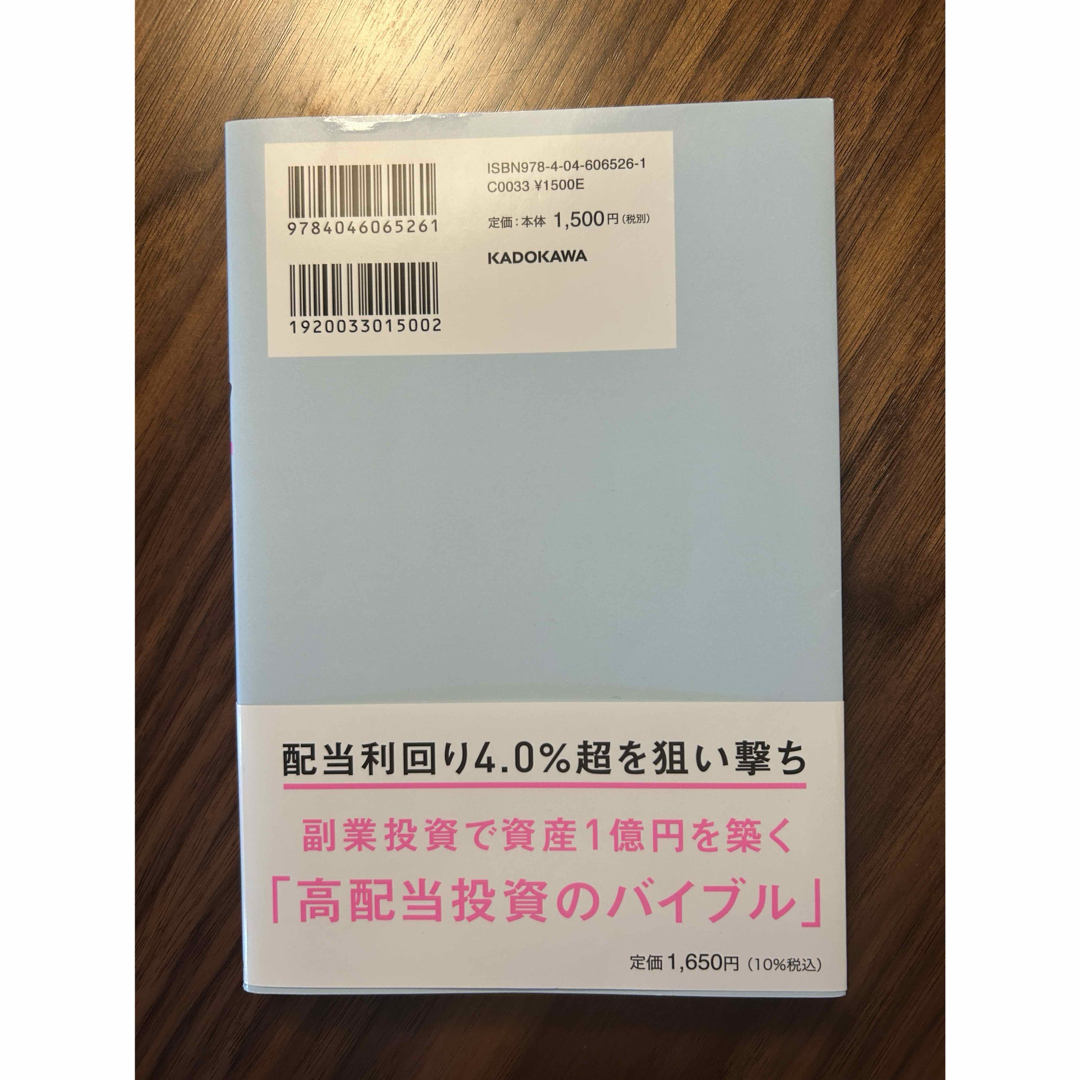 ISBN978-4-04-606526-1
C0033 ¥1500E
定価：本体 1,500円（税別）
KADOKAWA
9784046065261
1920033015002
配当利回り4.0%超を狙い撃ち
副業投資で資産1億円を築く
「高配当投資のバイブル」
定価 1,650円（10%税込）